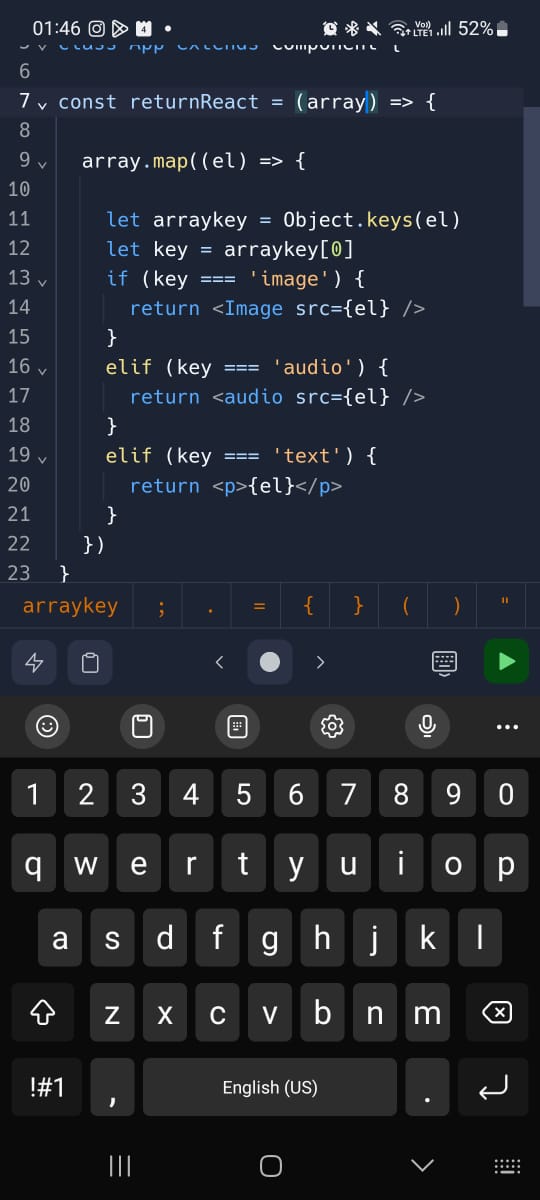 01:46 4 Vo)) LTE1 52%
class App extends Component {
6
7 const returnReact = (array) => {
8
9 array.map((el) => {
10
11 let arraykey = Object.keys(el)
12 let key = arraykey[0]
13 if (key === 'image') {
14 return <Image src={el} />
15 }
16 elif (key === 'audio') {
17 return <audio src={el} />
18 }
19 elif (key === 'text') {
20 return <p>{el}</p>
21 }
22 })
23 }
arraykey ; . = { } ( ) "
1 2 3 4 5 6 7 8 9 0
q w e r t y u i o p
a s d f g h j k l
z x c v b n m
!#1 , English (US) .